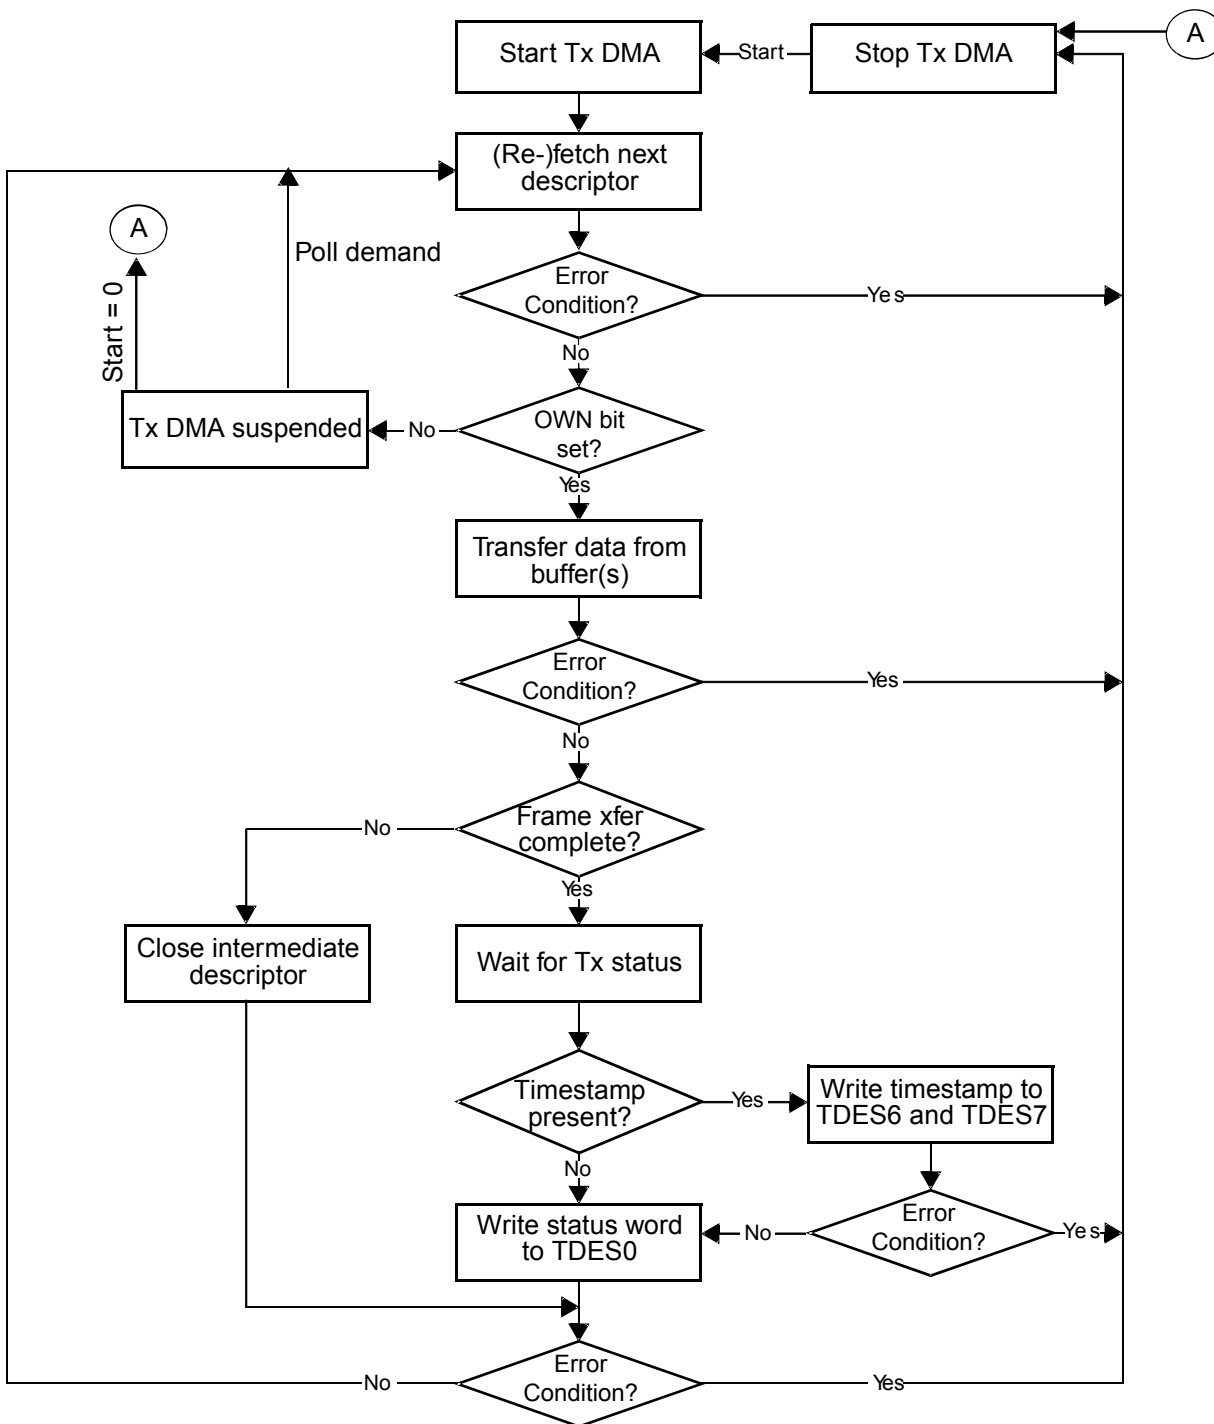 Start Tx DMA
Start
Stop Tx DMA
A
(Re-)fetch next
descriptor
A
Poll demand
Start = 0
Error
Condition?
Yes
No
Tx DMA suspended
No
OWN bit
set?
Yes
Transfer data from
buffer(s)
Error
Condition?
Yes
No
Frame xfer
complete?
No
Yes
Close intermediate
descriptor
Wait for Tx status
Timestamp
present?
Yes
Write timestamp to
TDES6 and TDES7
No
Write status word
to TDES0
No
Error
Condition?
Yes
No
Error
Condition?
Yes